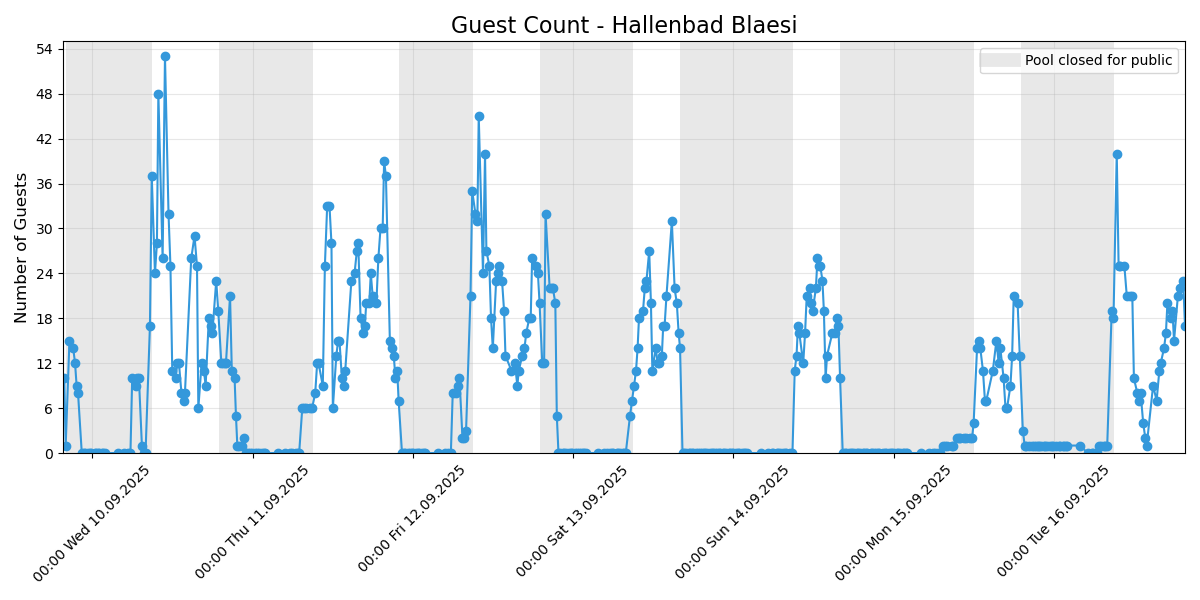 Guest Count - Hallenbad Blaesi
Pool closed for public
Number of Guests
54
48
42
36
30
24
18
12
6
0
00:00 Wed 10.09.2025
00:00 Thu 11.09.2025
00:00 Fri 12.09.2025
00:00 Sat 13.09.2025
00:00 Sun 14.09.2025
00:00 Mon 15.09.2025
00:00 Tue 16.09.2025